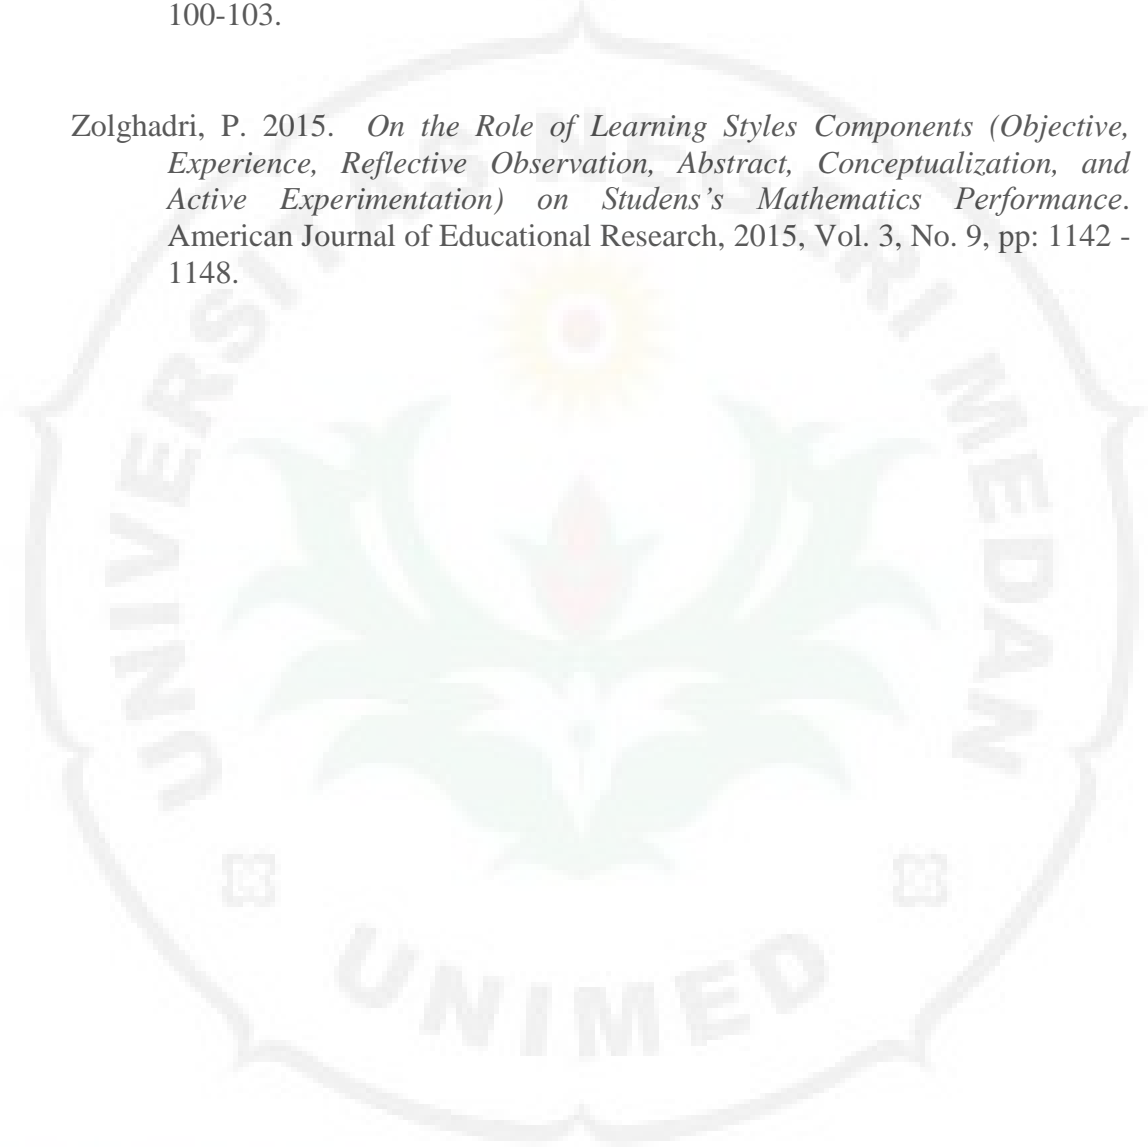 100-103.
Zolghadri, P. 2015. On the Role of Learning Styles Components (Objective,
Experience, Reflective Observation, Abstract, Conceptualization, and
Active Experimentation) on Studens’s Mathematics Performance.
American Journal of Educational Research, 2015, Vol. 3, No. 9, pp: 1142 -
1148.
UNIVERSITAS NEGERI MEDAN
UNIMED